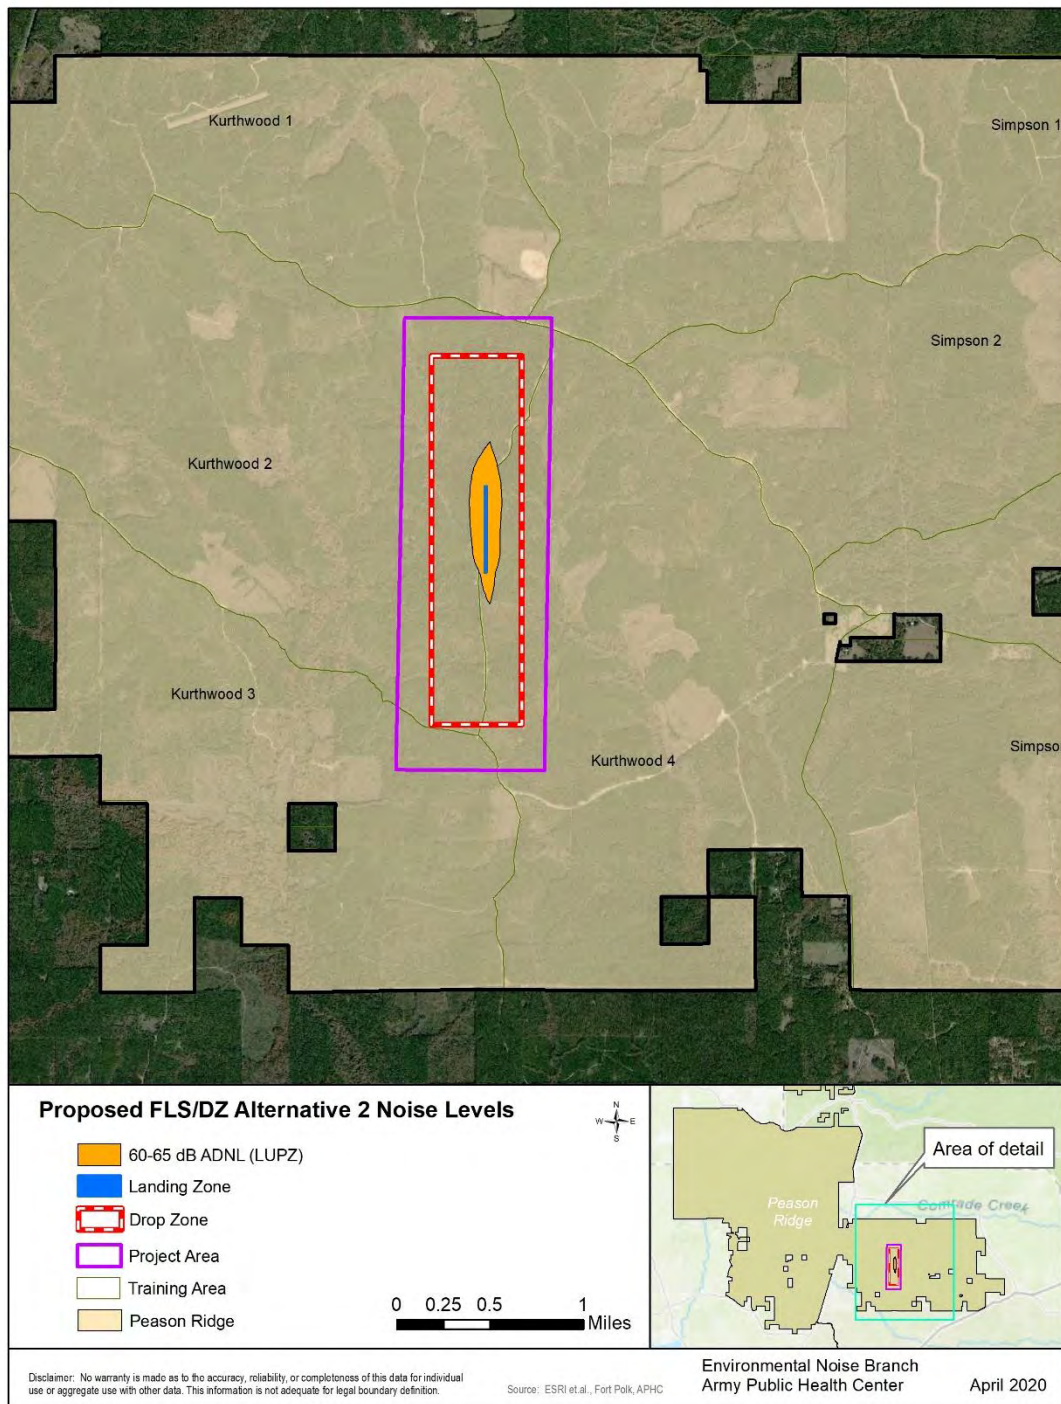 Kurthwood 1
Simpson 1
Simpson 2
Kurthwood 2
Kurthwood 3
Kurthwood 4
Simpso
Proposed FLS/DZ Alternative 2 Noise Levels
N
W E
S
60-65 dB ADNL (LUPZ)
Landing Zone
Drop Zone
Project Area
Training Area
Peason Ridge
0 0.25 0.5 1
Miles
Area of detail
Peason
Ridge
Comrade Creek
Disclaimer: No warranty is made as to the accuracy, reliability, or completeness of this data for individual
use or aggregate use with other data. This information is not adequate for legal boundary definition.
Source: ESRI et.al., Fort Polk, APHC
Environmental Noise Branch
Army Public Health Center
April 2020